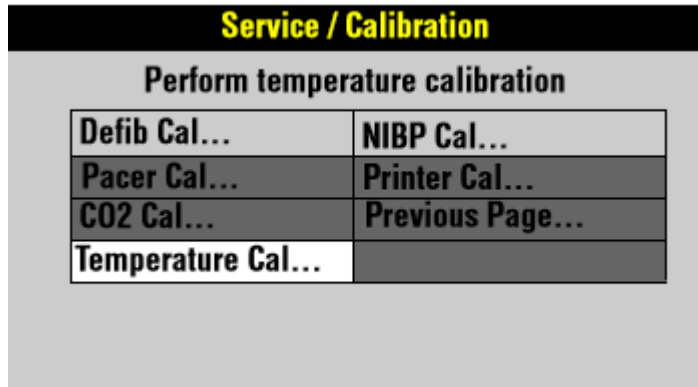 Service / Calibration
Perform temperature calibration
Defib Cal... NIBP Cal...
Pacer Cal... Printer Cal...
CO2 Cal... Previous Page...
Temperature Cal...